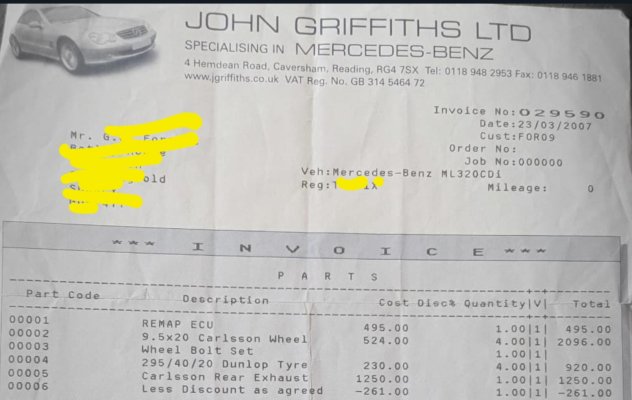 JOHN GRIFFITHS LTD
SPECIALISING IN MERCEDES-BENZ
4 Hemdean Road, Caversham, Reading, RG4 7SX Tel: 0118 948 2953 Fax: 0118 946 1881
www.jgriffiths.co.uk VAT Reg. No. GB 314 5464 72
Invoice No:029590
Date:23/03/2007
Cust:FOR09
Order No:
Job No:000000
Mr. G.
old
Veh:Mercedes-Benz ML320CDi
Reg:
Mileage: 0
*** I N V O I C E ***
P A R T S
Part Code Description Cost Disc% Quantity|V| Total
00001 REMAP ECU 495.00 1.00|1| 495.00
00002 9.5x20 Carlsson Wheel 524.00 4.00|1| 2096.00
00003 Wheel Bolt Set 1.00|1|
00004 295/40/20 Dunlop Tyre 230.00 4.00|1| 920.00
00005 Carlsson Rear Exhaust 1250.00 1.00|1| 1250.00
00006 Less Discount as agreed -261.00 1.00|1| -261.00